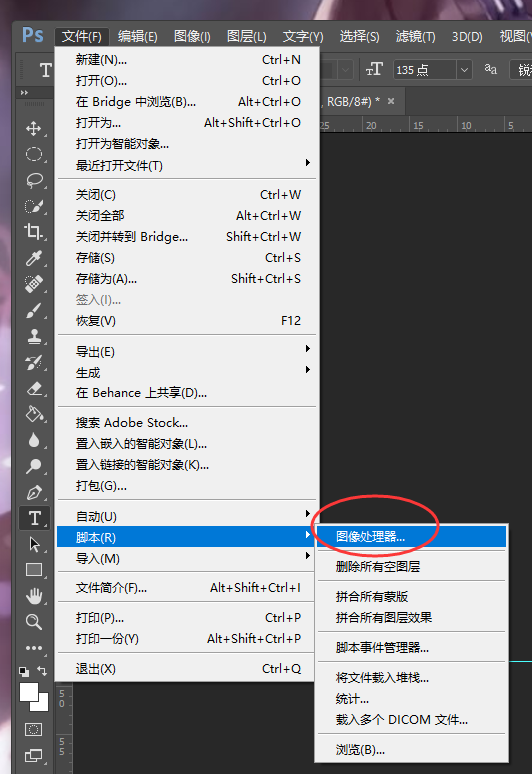 Ps 文件(F) 编辑(E) 图像(I) 图层(L) 文字(Y) 选择(S) 滤镜(T) 3D(D) 视图(V
T 135 点 aa 锐
, RGB/8#) * ×
25 20 15 10 5
新建(N)... Ctrl+N
打开(O)... Ctrl+O
在 Bridge 中浏览(B)... Alt+Ctrl+O
打开为... Alt+Shift+Ctrl+O
打开为智能对象...
最近打开文件(T)
关闭(C) Ctrl+W
关闭全部 Alt+Ctrl+W
关闭并转到 Bridge... Shift+Ctrl+W
存储(S) Ctrl+S
存储为(A)... Shift+Ctrl+S
签入(I)...
恢复(V) F12
导出(E)
生成
在 Behance 上共享(D)...
搜索 Adobe Stock...
置入嵌入的智能对象(L)...
置入链接的智能对象(K)...
打包(G)...
自动(U)
脚本(R)
导入(M)
文件简介(F)... Alt+Shift+Ctrl+I
打印(P)... Ctrl+P
打印一份(Y) Alt+Shift+Ctrl+P
退出(X) Ctrl+Q
图像处理器...
删除所有空图层
拼合所有蒙版
拼合所有图层效果
脚本事件管理器...
将文件载入堆栈...
统计...
载入多个 DICOM 文件...
浏览(B)...
50
55